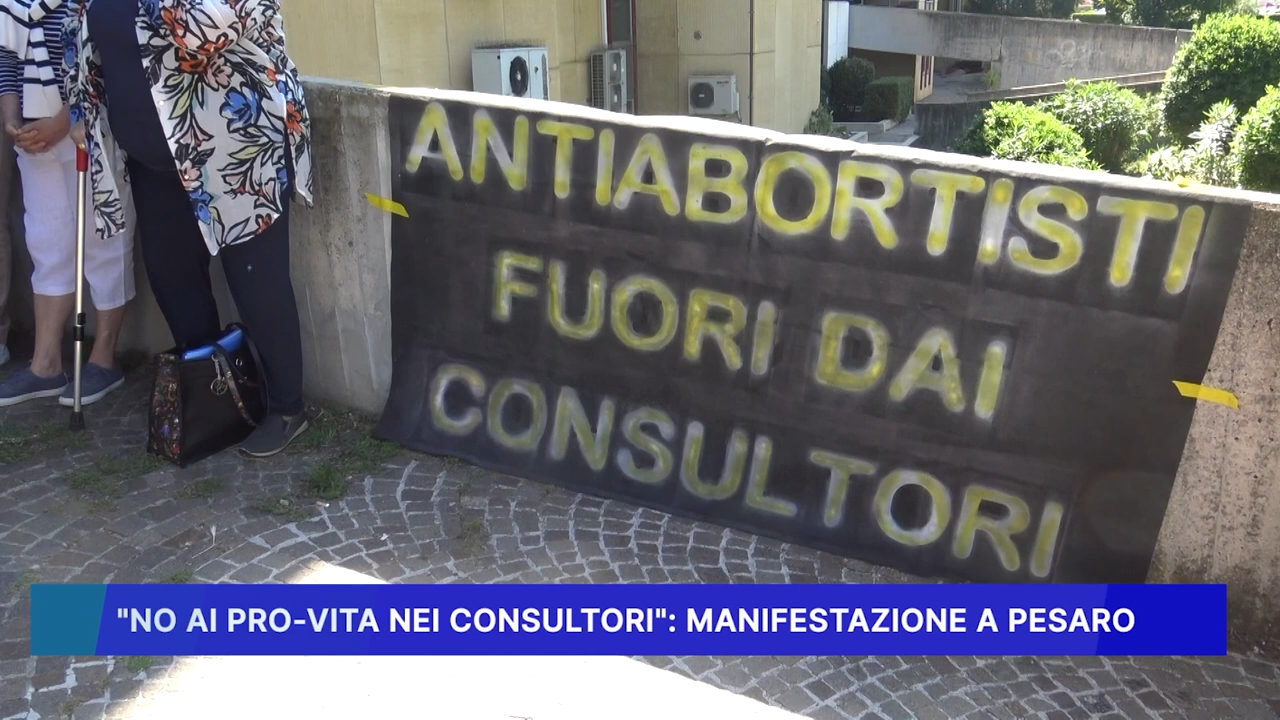 ANTIABORTISTI
FUORI DAI
CONSULTORI
"NO AI PRO-VITA NEI CONSULTORI": MANIFESTAZIONE A PESARO